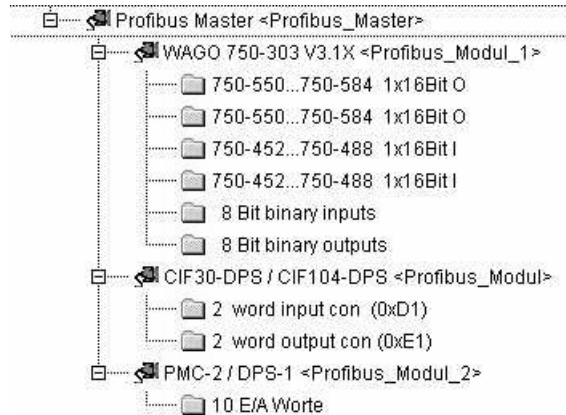 Profibus Master <Profibus_Master>
WAGO 750-303 V3.1X <Profibus_Modul_1>
750-550...750-584 1x16Bit O
750-550...750-584 1x16Bit O
750-452...750-488 1x16Bit I
750-452...750-488 1x16Bit I
8 Bit binary inputs
8 Bit binary outputs
CIF30-DPS / CIF104-DPS <Profibus_Modul>
2 word input con (0xD1)
2 word output con (0xE1)
PMC-2 / DPS-1 <Profibus_Modul_2>
10 E/A Worte